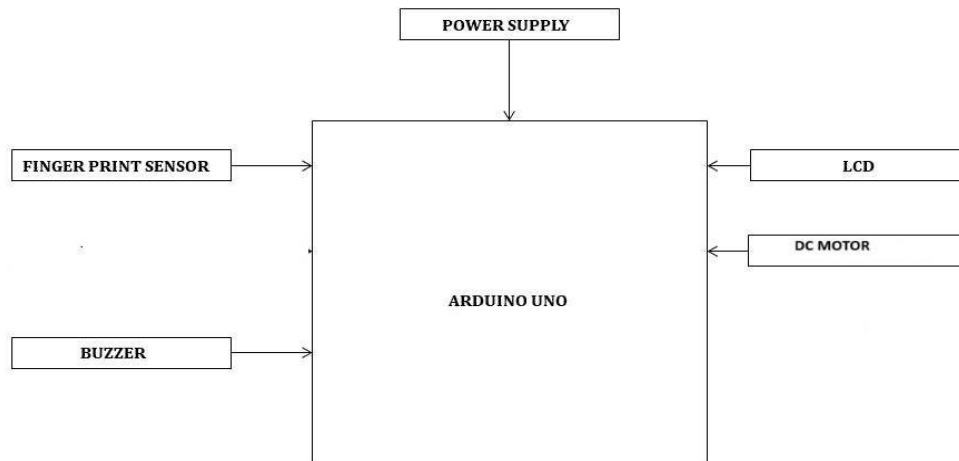 POWER SUPPLY
FINGER PRINT SENSOR
LCD
DC MOTOR
ARDUINO UNO
BUZZER